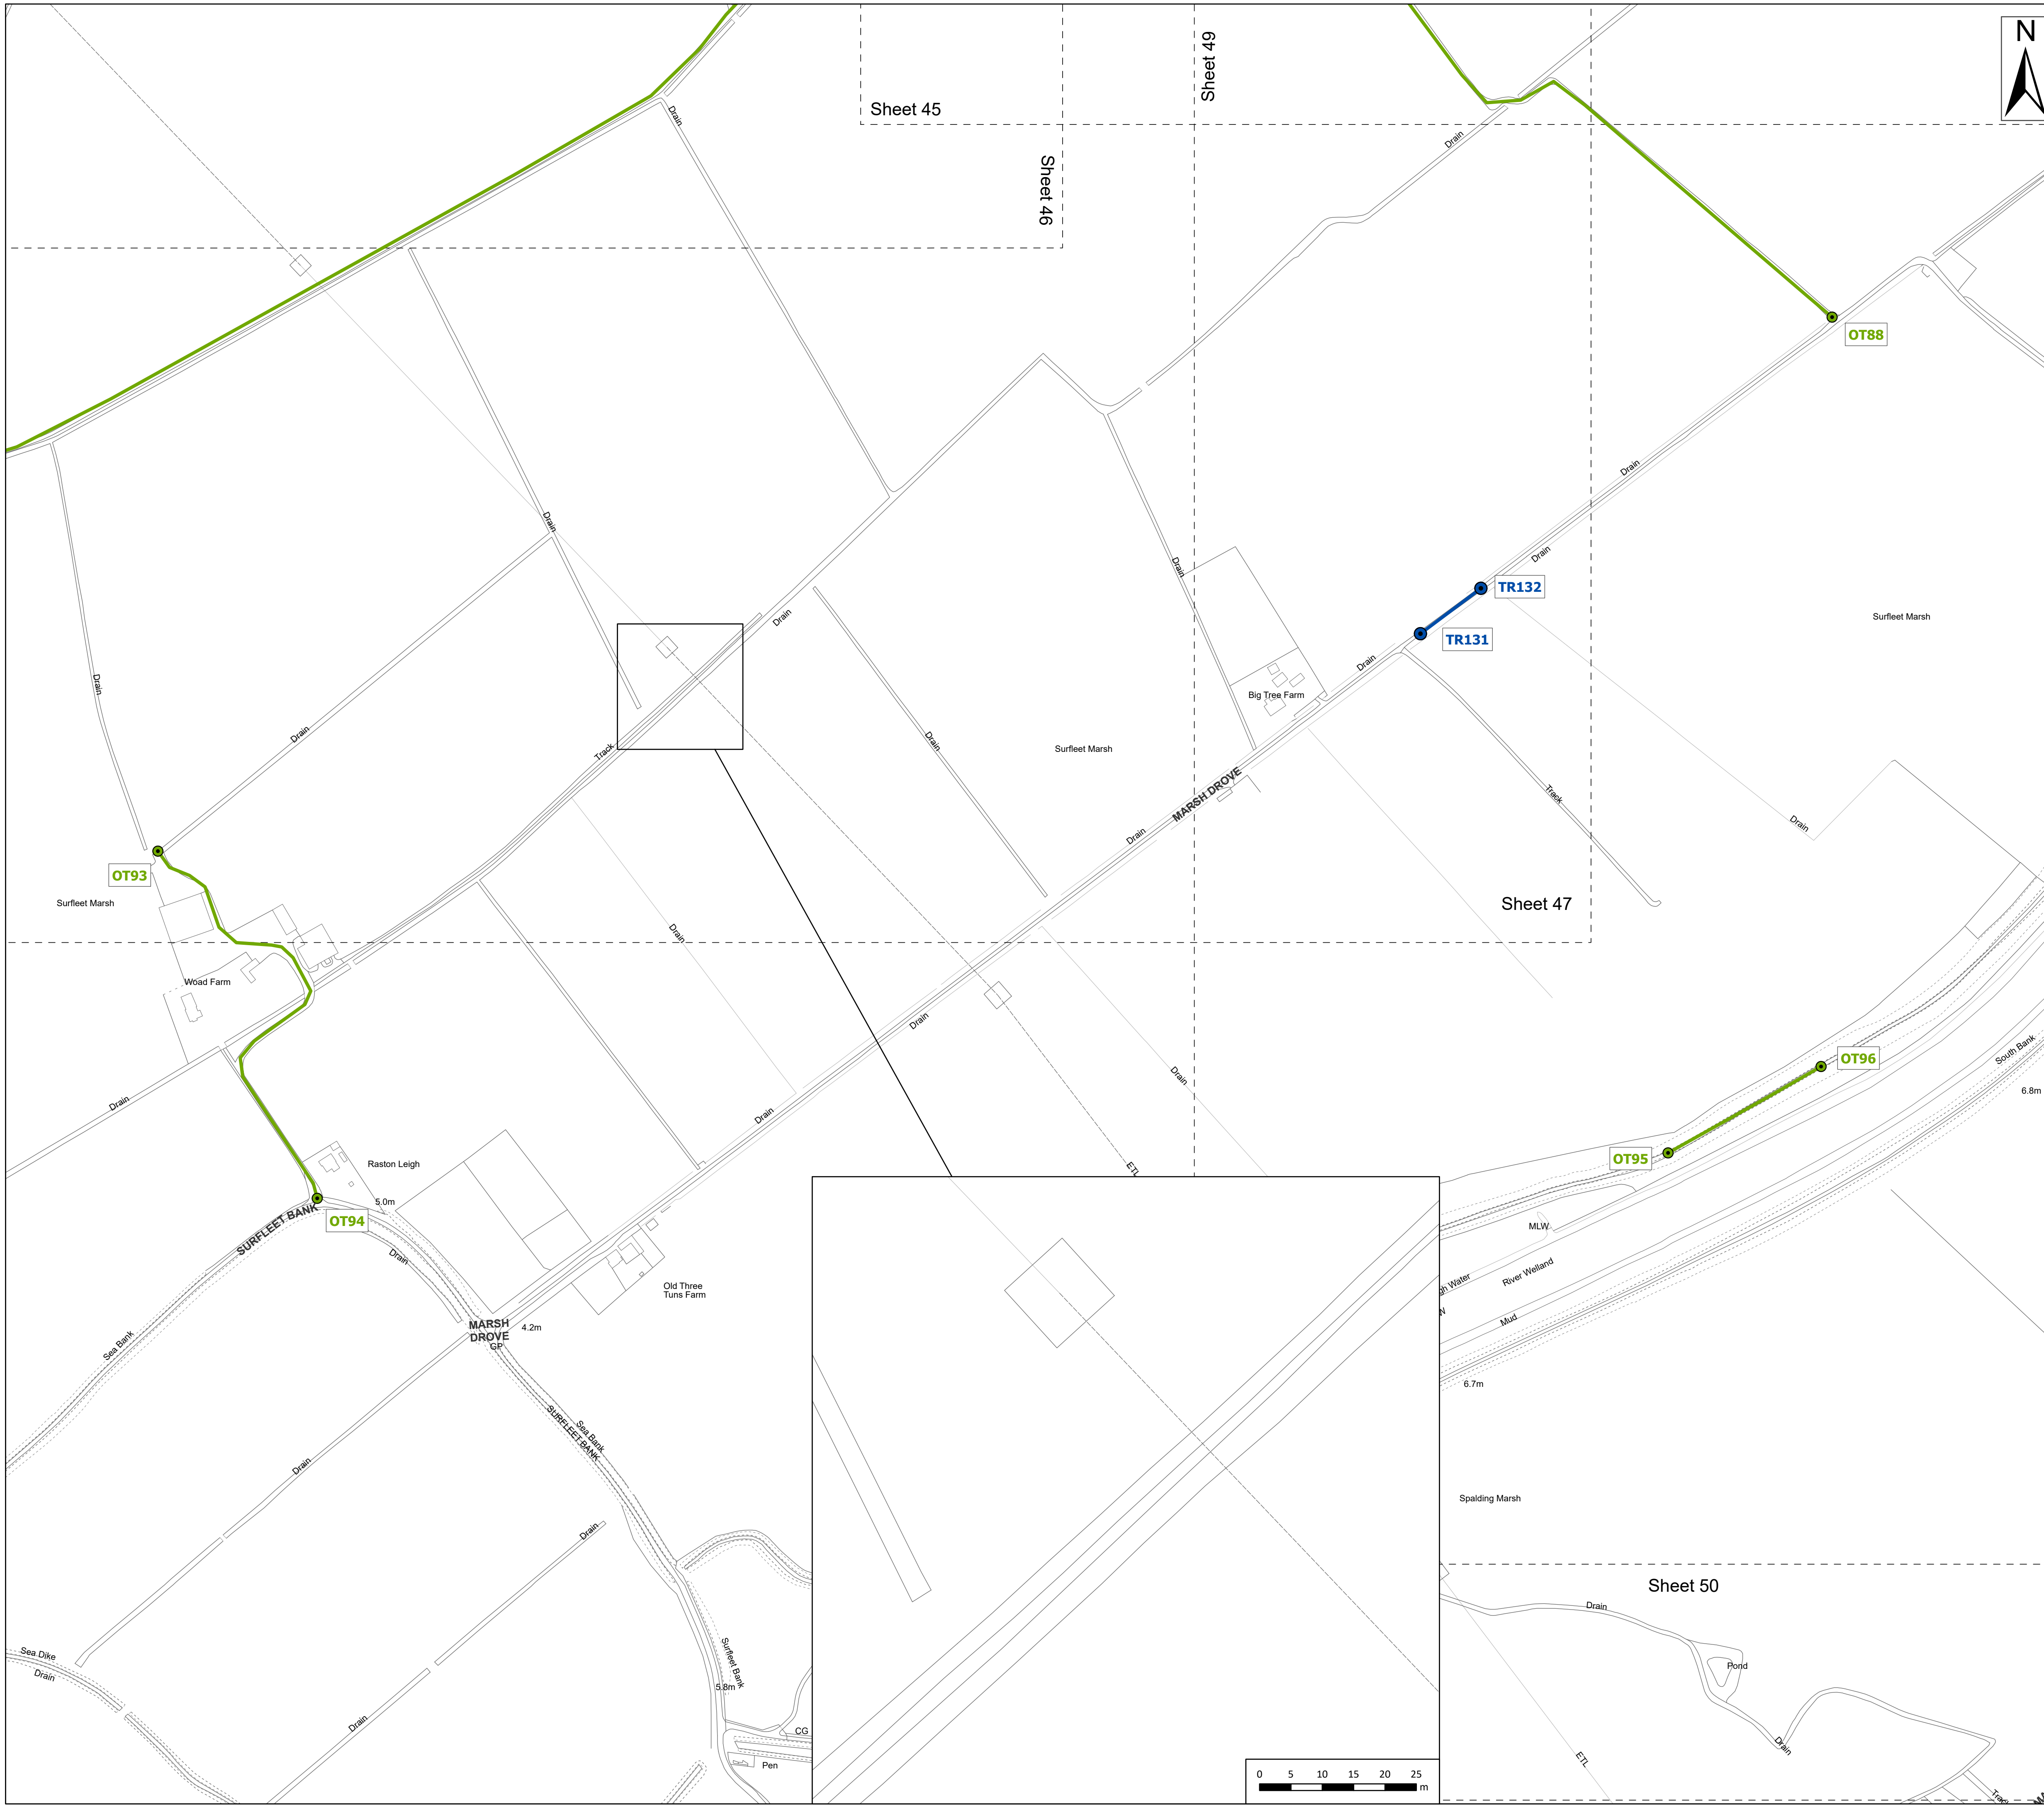 N
Sheet 49
Sheet 45
Drain
Drain
Sheet 46
OT88
Drain
Drain
Drain
Drain
TR132
Drain
Surfleet Marsh
TR131
Drain
Drain
Big Tree Farm
Drain
Drain
Track
Surfleet Marsh
MARSH DROVE
Track
Drain
Drain
OT93
Surfleet Marsh
Sheet 47
Drain
Woad Farm
Drain
South Bank
OT96
Drain
6.8m
Drain
Drain
OT95
Raston Leigh
ETL
5.0m
SURFLEET BANK
OT94
MLW
Drain
River Welland
gh Water
Old Three
Tuns Farm
W
Mud
MARSH
DROVE
GP
4.2m
Sea Bank
6.7m
Sea Bank
SURFLEET BANK
Drain
Spalding Marsh
Drain
Sheet 50
Drain
Sea Dike
Drain
Surfleet Bank
Pond
5.8m
Drain
CG
Drain
Pen
ETL
0 5 10 15 20 25
m